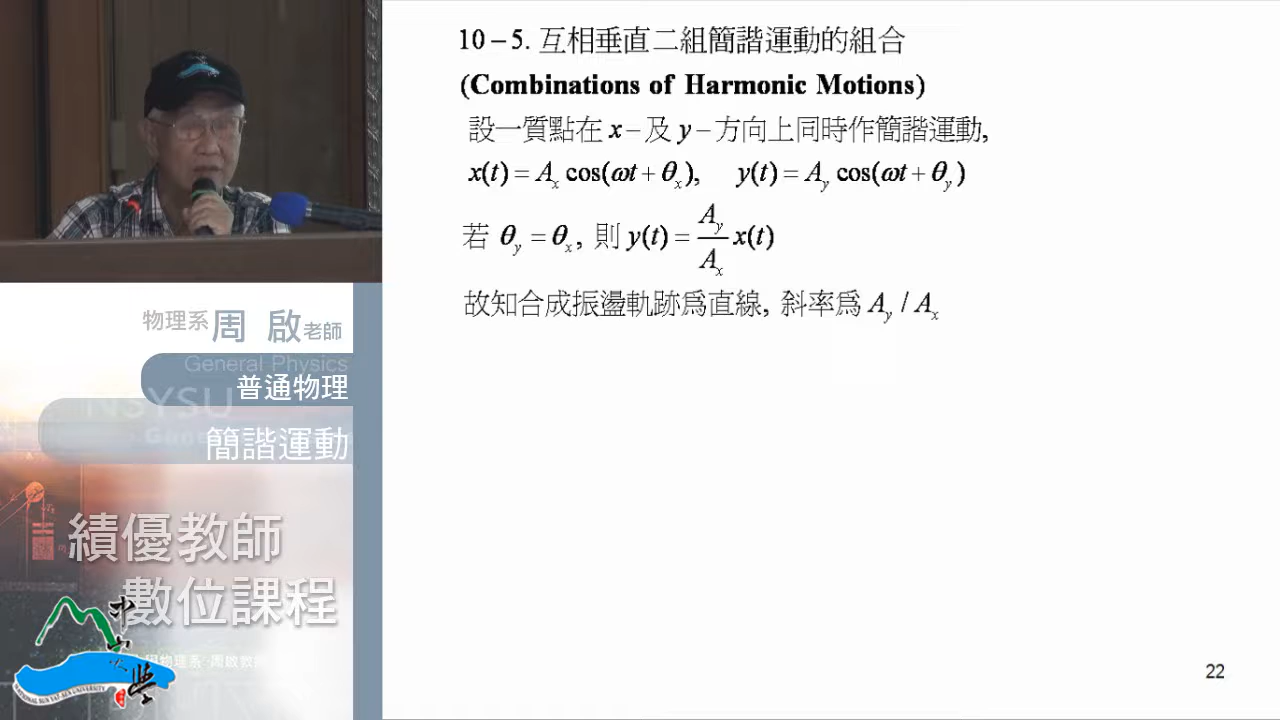 10–5. 互相垂直二組簡諧運動的組合
(Combinations of Harmonic Motions)
設一質點在 x – 及 y – 方向上同時作簡諧運動,
x(t) = A_x cos(ωt + θ_x), y(t) = A_y cos(ωt + θ_y)
若 θ_y = θ_x, 則 y(t) = A_y/A_x x(t)
故知合成振盪軌跡爲直線, 斜率爲 A_y / A_x
22
物理系 周 啟 老師
General Physics
普通物理
NSYSU
簡諧運動
績優教師
數位課程